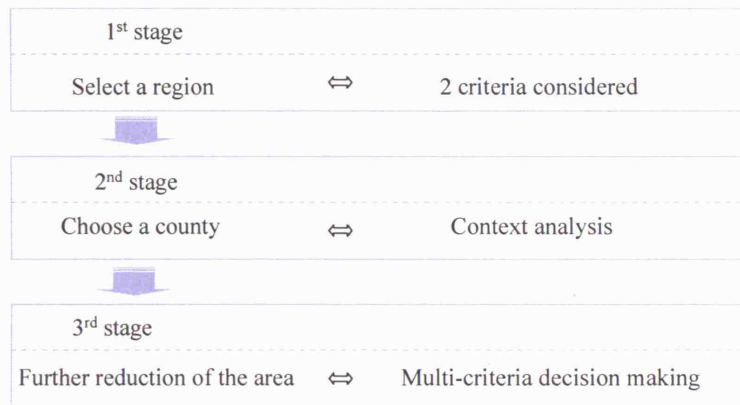 1st stage
Select a region ⇔ 2 criteria considered
2nd stage
Choose a county ⇔ Context analysis
3rd stage
Further reduction of the area ⇔ Multi-criteria decision making